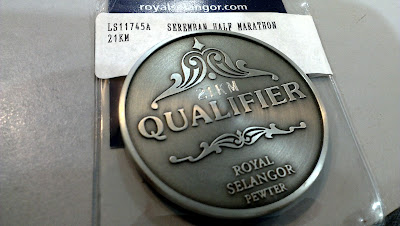 royalselangor.com
LS11745A SEREMBAN HALF MARATHON
21KM
21KM
QUALIFIER
ROYAL
SELANGOR
PEWTER